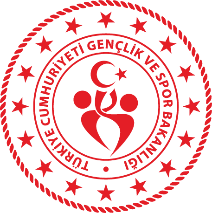 TÜRKİYE CUMHURİYETİ GENÇLİK VE SPOR BAKANLIĞI